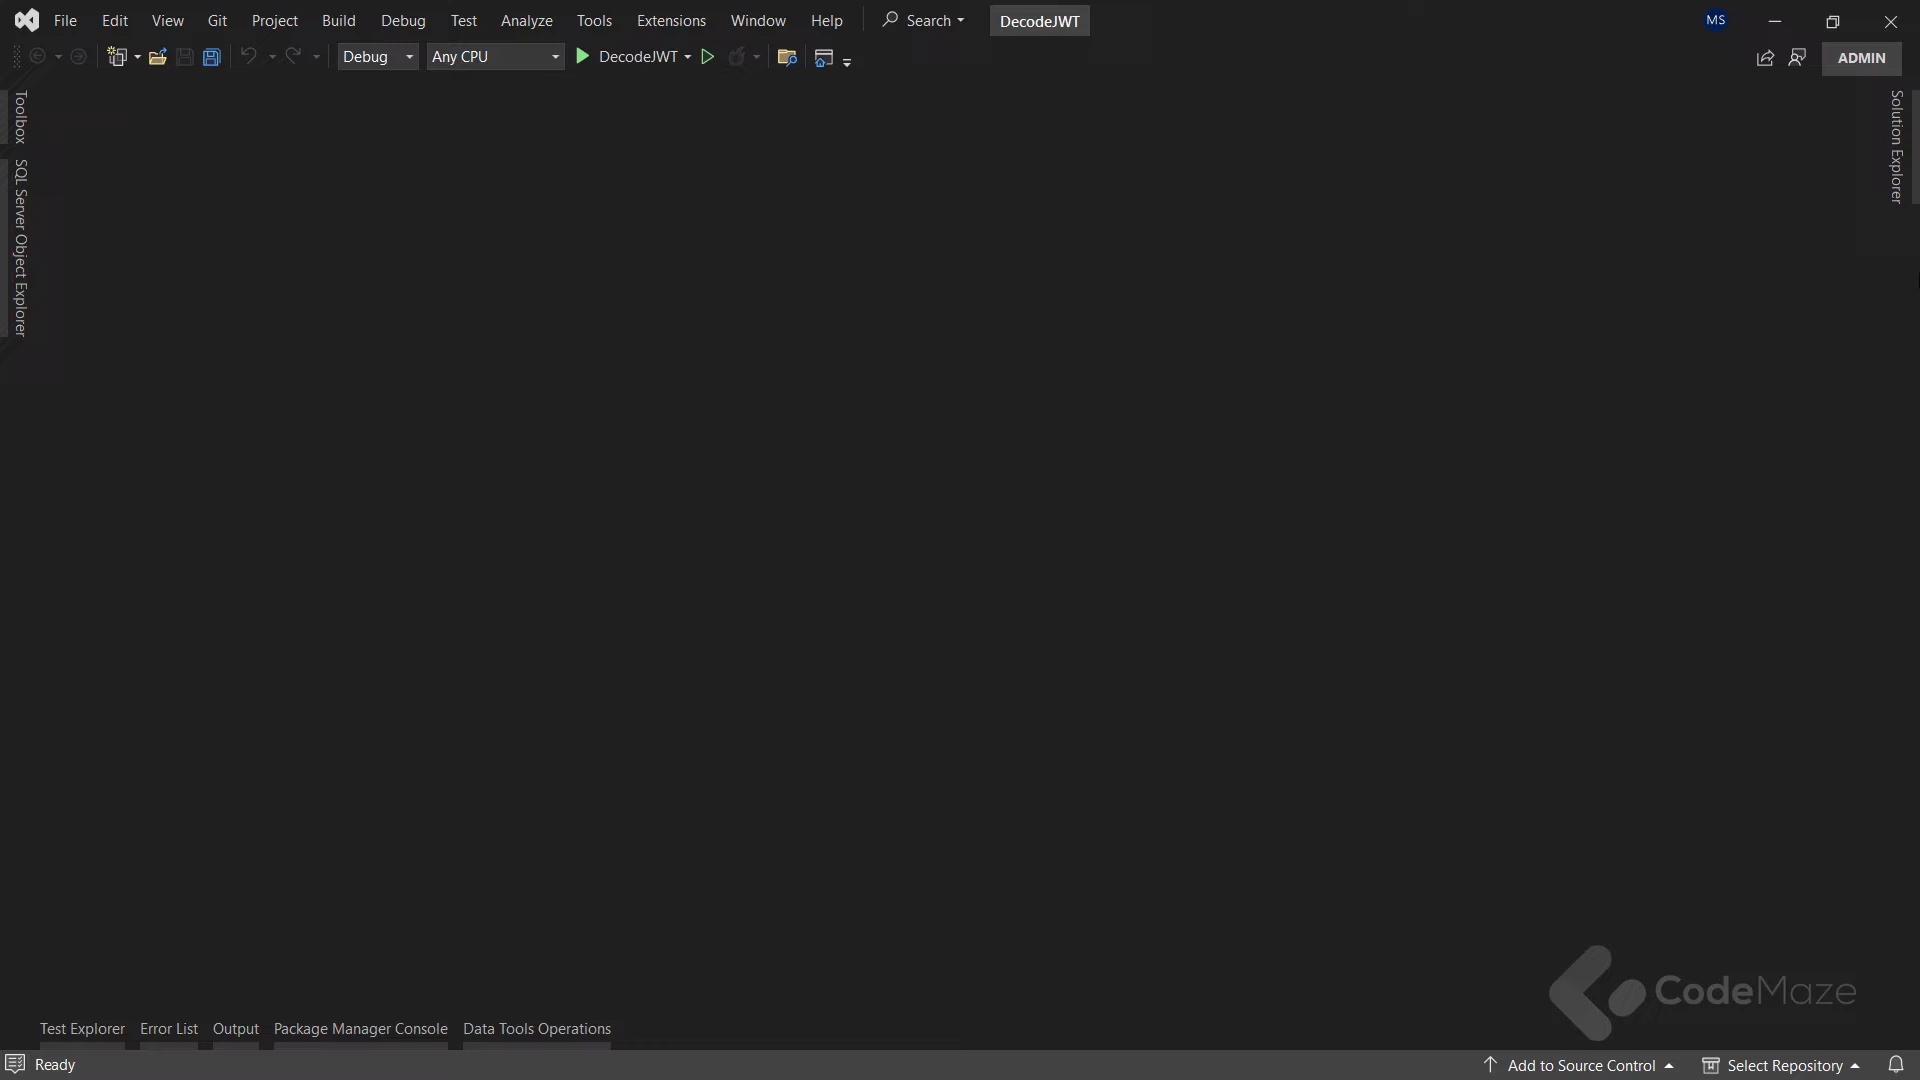 File Edit View Git Project Build Debug Test Analyze Tools Extensions Window Help Search DecodeJWT MS
Debug Any CPU DecodeJWT ADMIN
Toolbox
SQL Server Object Explorer
Solution Explorer
CodeMaze
Test Explorer Error List Output Package Manager Console Data Tools Operations
Ready Add to Source Control Select Repository